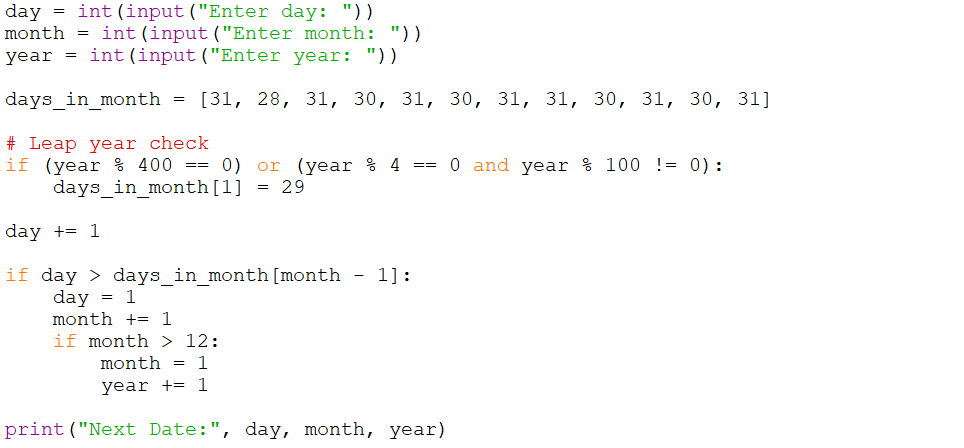 day = int(input("Enter day: "))
month = int(input("Enter month: "))
year = int(input("Enter year: "))

days_in_month = [31, 28, 31, 30, 31, 30, 31, 31, 30, 31, 30, 31]

# Leap year check
if (year % 400 == 0) or (year % 4 == 0 and year % 100 != 0):
    days_in_month[1] = 29

day += 1

if day > days_in_month[month - 1]:
    day = 1
    month += 1
    if month > 12:
        month = 1
        year += 1

print("Next Date:", day, month, year)